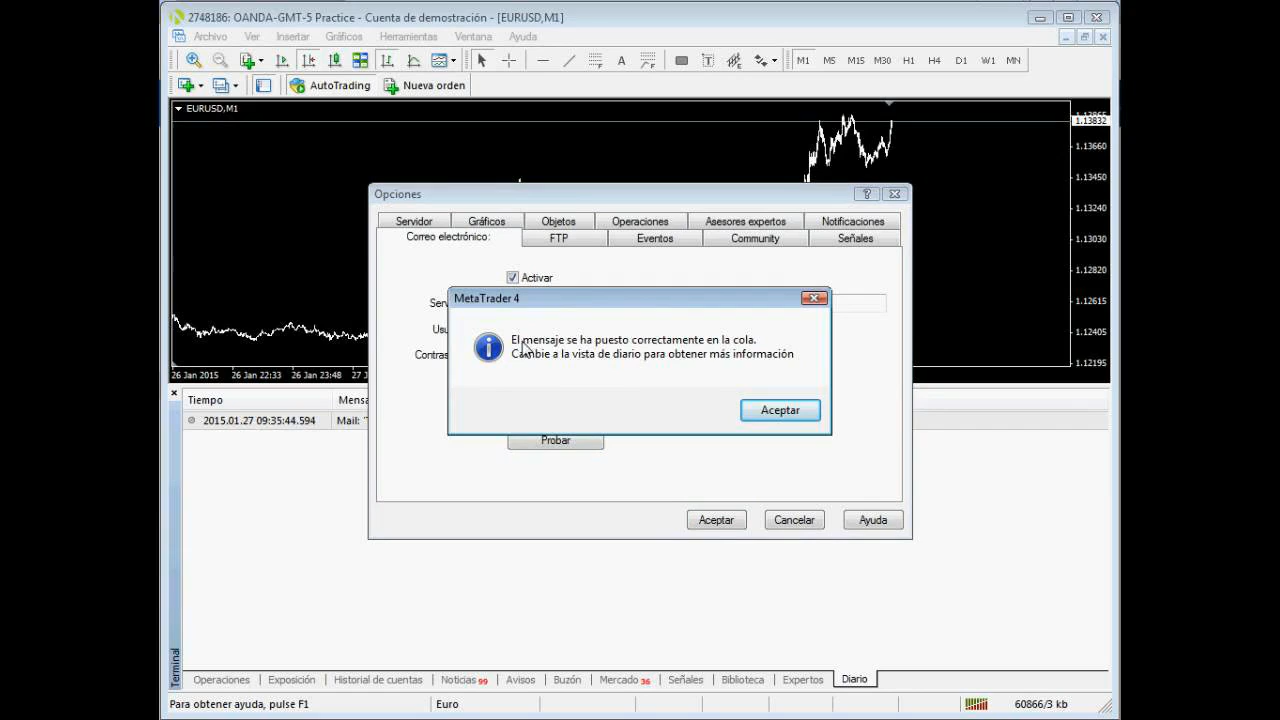 2748186: OANDA-GMT-5 Practice - Cuenta de demostración - [EURUSD,M1]
Archivo Ver Insertar Gráficos Herramientas Ventana Ayuda
A T M1 M5 M15 M30 H1 H4 D1 W1 MN
AutoTrading Nueva orden
EURUSD,M1
1.13865
1.13832
1.13660
1.13450
1.13240
1.13030
1.12820
1.12615
1.12405
1.12195
26 Jan 2015 26 Jan 22:33 26 Jan 23:48 27 J
Opciones
Servidor Gráficos Objetos Operaciones Asesores expertos Notificaciones
Correo electrónico: FTP Eventos Community Señales
Activar
Serv
Usu
Contras
MetaTrader 4
El mensaje se ha puesto correctamente en la cola.
Cambie a la vista de diario para obtener más información
Aceptar
Probar
Aceptar Cancelar Ayuda
Tiempo Mensa
2015.01.27 09:35:44.594 Mail: '
Terminal
Operaciones Exposición Historial de cuentas Noticias 99 Avisos Buzón Mercado 36 Señales Biblioteca Expertos Diario
Para obtener ayuda, pulse F1 Euro 60866/3 kb